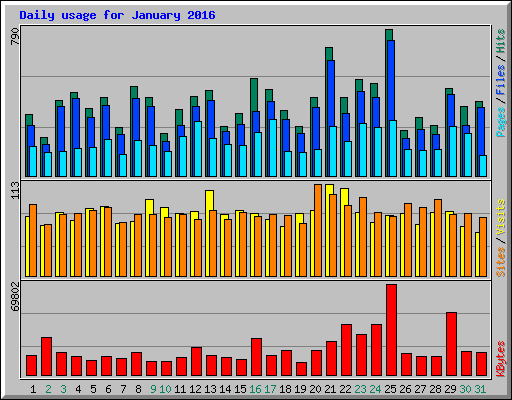 Daily usage for January 2016
790
Pages / Files / Hits
113
Sites / Visits
69802
KBytes
1 2 3 4 5 6 7 8 9 10 11 12 13 14 15 16 17 18 19 20 21 22 23 24 25 26 27 28 29 30 31